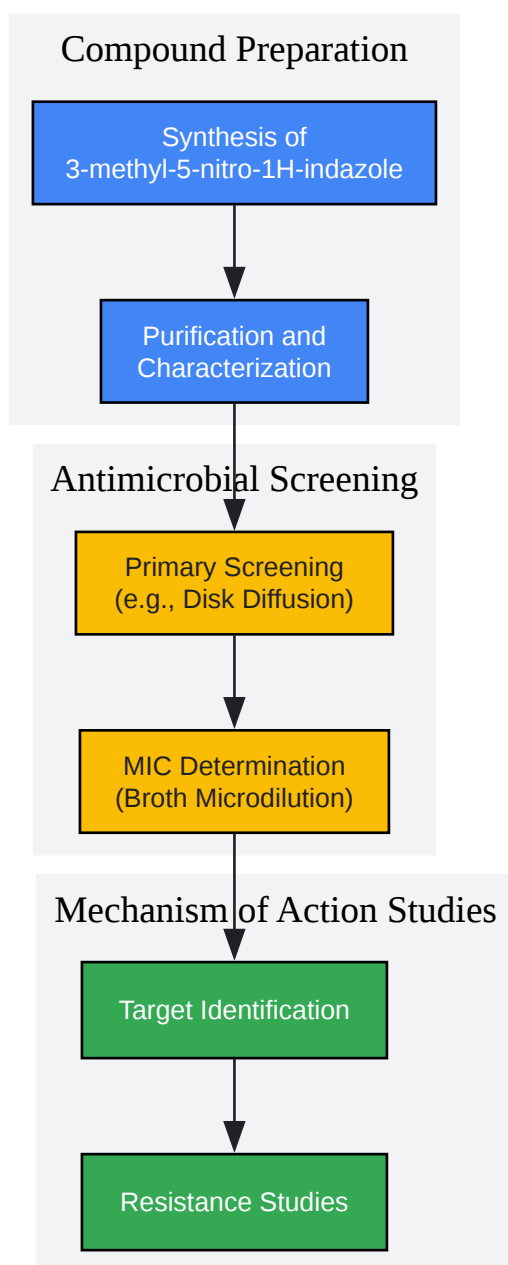 Compound Preparation
Synthesis of
3-methyl-5-nitro-1H-indazole
Purification and
Characterization
Antimicrobial Screening
Primary Screening
(e.g., Disk Diffusion)
MIC Determination
(Broth Microdilution)
Mechanism of Action Studies
Target Identification
Resistance Studies